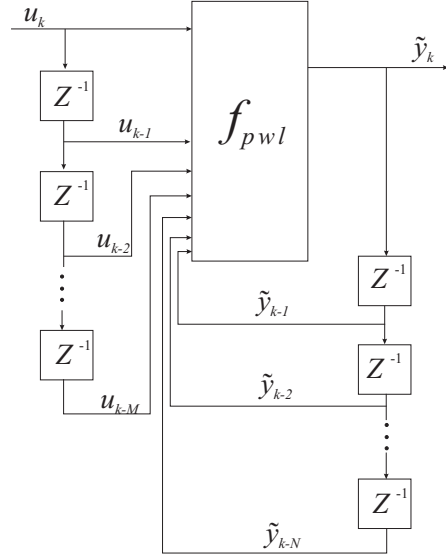 u_k
ỹ_k
Z^-1
f_pwl
u_k-1
Z^-1
u_k-2
Z^-1
ỹ_k-1
Z^-1
Z^-1
u_k-M
ỹ_k-2
Z^-1
ỹ_k-N